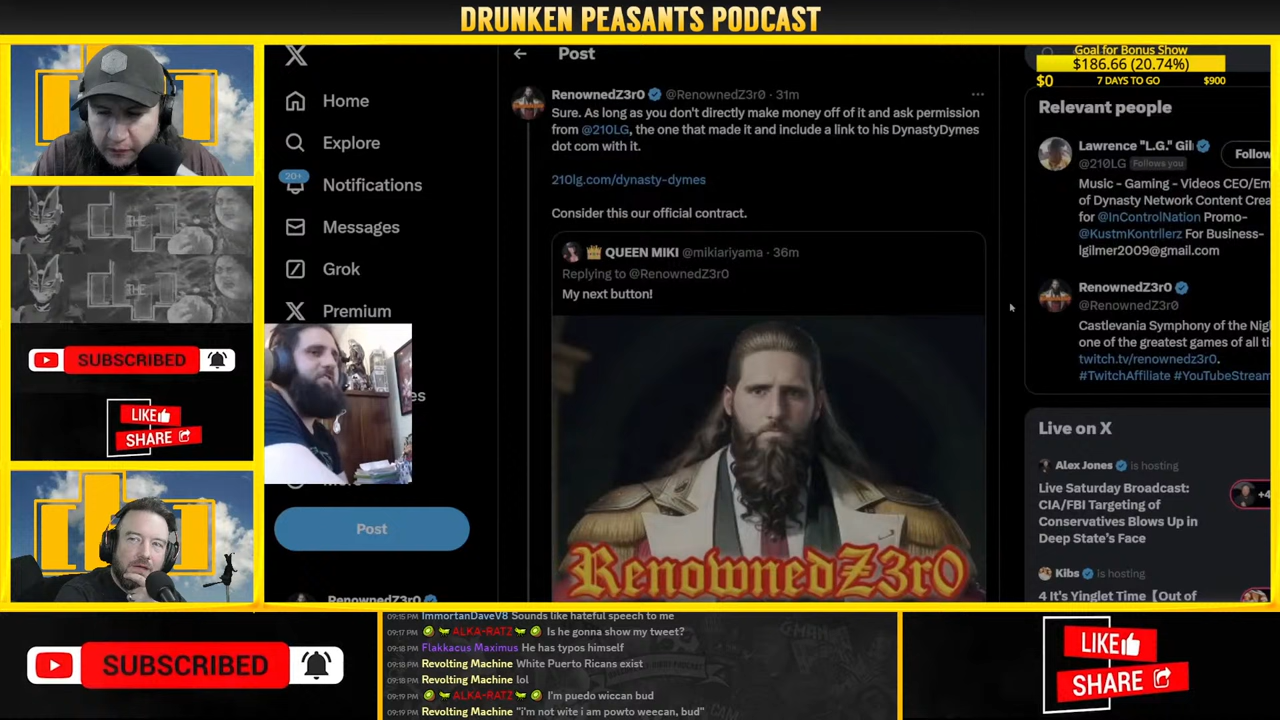 DRUNKEN PEASANTS PODCAST
Goal for Bonus Show
$186.66 (20.74%)
$0 7 DAYS TO GO $900
SUBSCRIBED
LIKE
SHARE
Home
Explore
20+
Notifications
Messages
Grok
Premium
es
Post
RenownedZ3r0
Post
RenownedZ3r0 @RenownedZ3r0 · 31m
Sure. As long as you don't directly make money off of it and ask permission
from @210LG, the one that made it and include a link to his DynastyDymes
dot com with it.
210lg.com/dynasty-dymes
Consider this our official contract.
QUEEN MIKI @mikiariyama · 36m
Replying to @RenownedZ3r0
My next button!
RenownedZ3r0
Relevant people
Lawrence "L.G." Gil
@210LG Follows you
Follow
Music - Gaming - Videos CEO/Em
of Dynasty Network Content Crea
for @InControlNation Promo-
@KustmKontrllerz For Business-
lgilmer2009@gmail.com
RenownedZ3r0
@RenownedZ3r0
Castlevania Symphony of the Nigh
one of the greatest games of all ti
twitch.tv/renownedz3r0.
#TwitchAffiliate #YouTubeStream
Live on X
Alex Jones is hosting
Live Saturday Broadcast:
CIA/FBI Targeting of
Conservatives Blows Up in
Deep State's Face
+4
Kibs is hosting
4 It's Yinglet Time【Out of
SUBSCRIBED
09:15 PM ImmortanDaveV8 Sounds like hateful speech to me
09:17 PM ALKA-RATZ Is he gonna show my tweet?
09:18 PM Flakkacus Maximus He has typos himself
09:18 PM Revolting Machine White Puerto Ricans exist
09:18 PM Revolting Machine lol
09:19 PM ALKA-RATZ I'm puedo wiccan bud
09:19 PM Revolting Machine "i'm not wite i am powto weecan, bud"
LIKE
SHARE